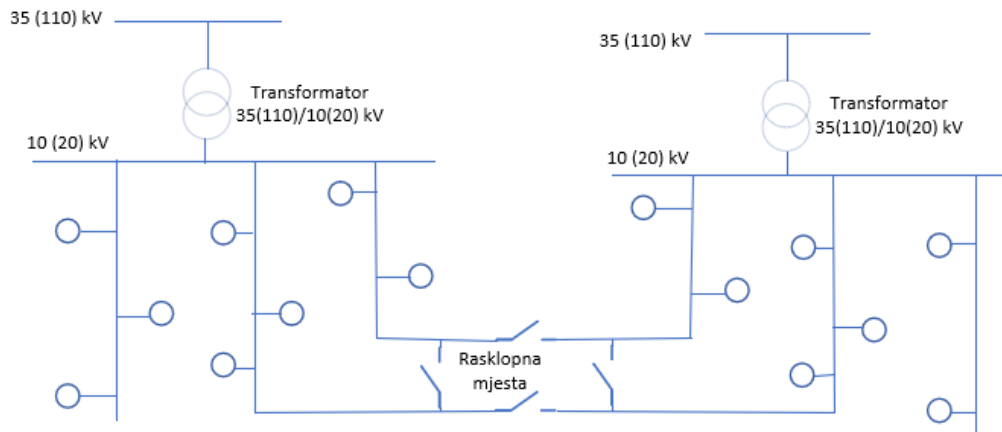 35 (110) kV
Transformator
35(110)/10(20) kV
10 (20) kV
35 (110) kV
Transformator
35(110)/10(20) kV
10 (20) kV
Rasklopna
mjesta